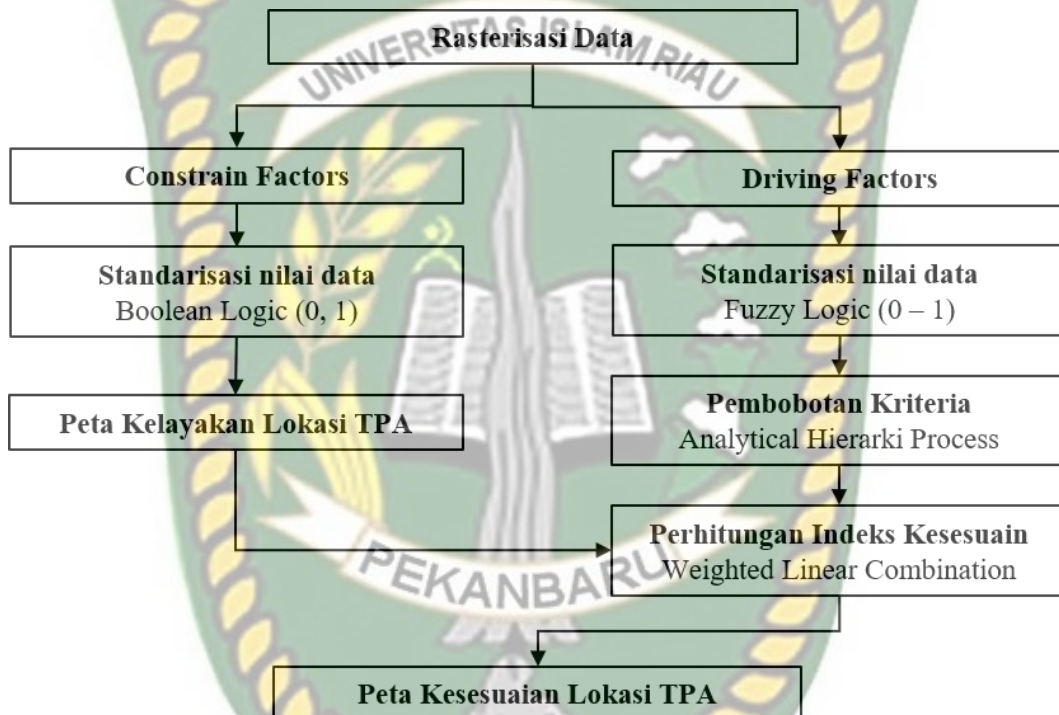 Rasterisasi Data
UNIVERSITAS ISLAM RIAU
Constrain Factors
Driving Factors
Standarisasi nilai data
Boolean Logic (0, 1)
Standarisasi nilai data
Fuzzy Logic (0 – 1)
Peta Kelayakan Lokasi TPA
Pembobotan Kriteria
Analytical Hierarki Process
Perhitungan Indeks Kesesuain
Weighted Linear Combination
PEKANBARU
Peta Kesesuaian Lokasi TPA